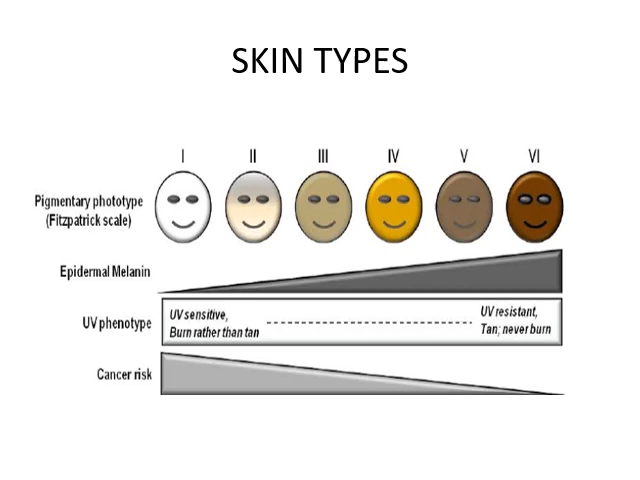 SKIN TYPES
I II III IV V VI
Pigmentary phototype
(Fitzpatrick scale)
Epidermal Melanin
UV phenotype
UV sensitive,
Burn rather than tan
UV resistant,
Tan; never burn
Cancer risk